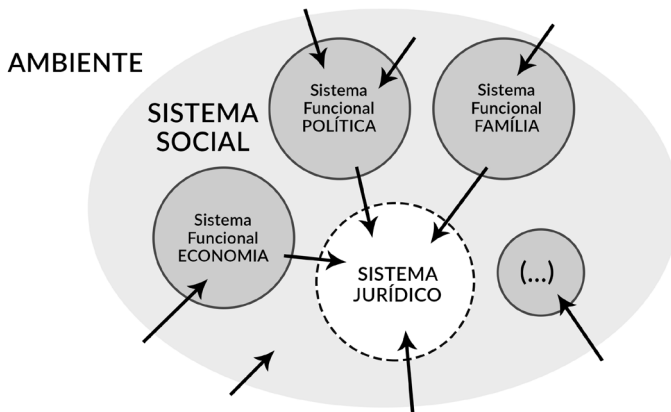 AMBIENTE
SISTEMA
SOCIAL
Sistema
Funcional
POLÍTICA
Sistema
Funcional
FAMÍLIA
Sistema
Funcional
ECONOMIA
SISTEMA
JURÍDICO
(...)